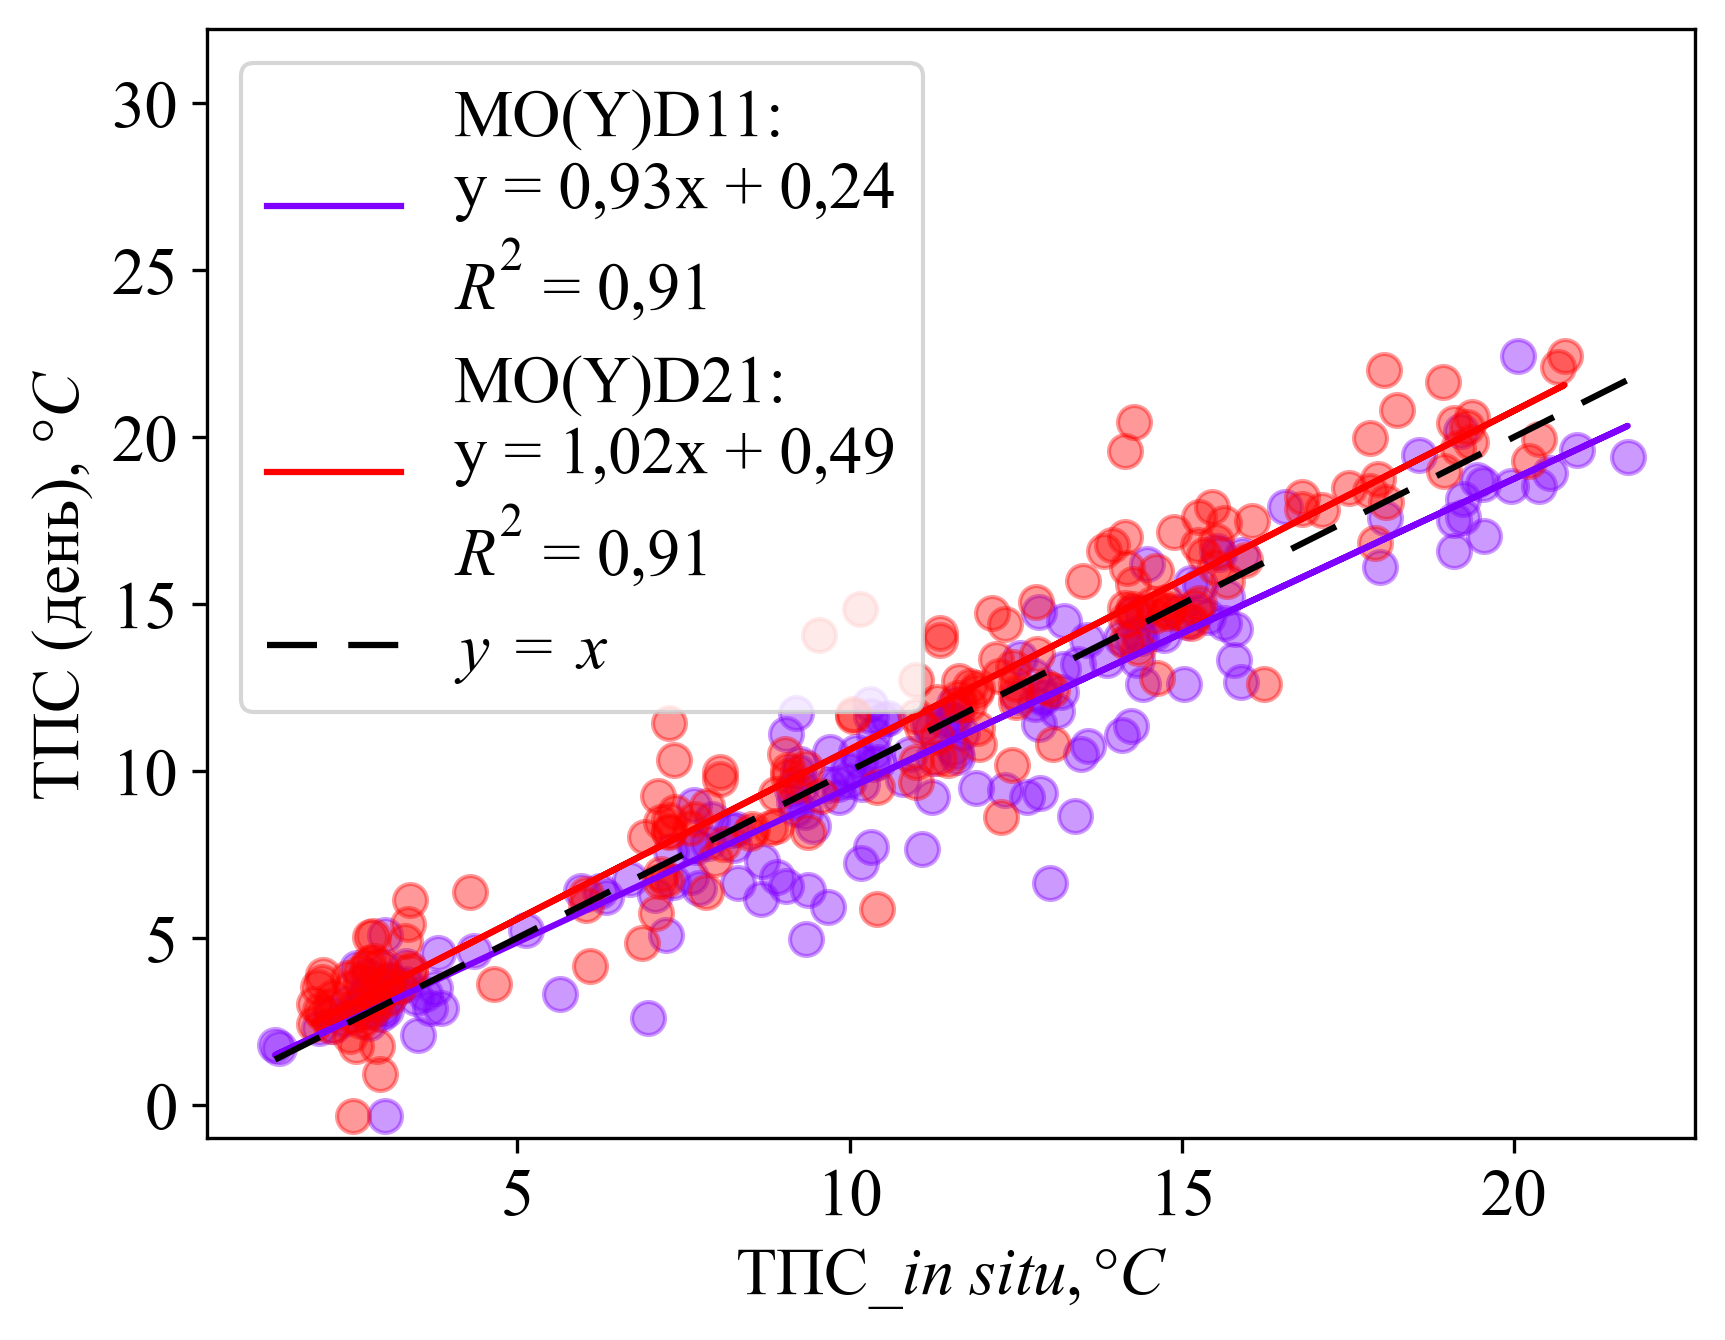 MO(Y)D11:
y = 0,93x + 0,24
R² = 0,91
MO(Y)D21:
y = 1,02x + 0,49
R² = 0,91
y = x
30
25
20
15
10
5
0
ТПС (день), °C
5 10 15 20
ТПС_in situ, °C